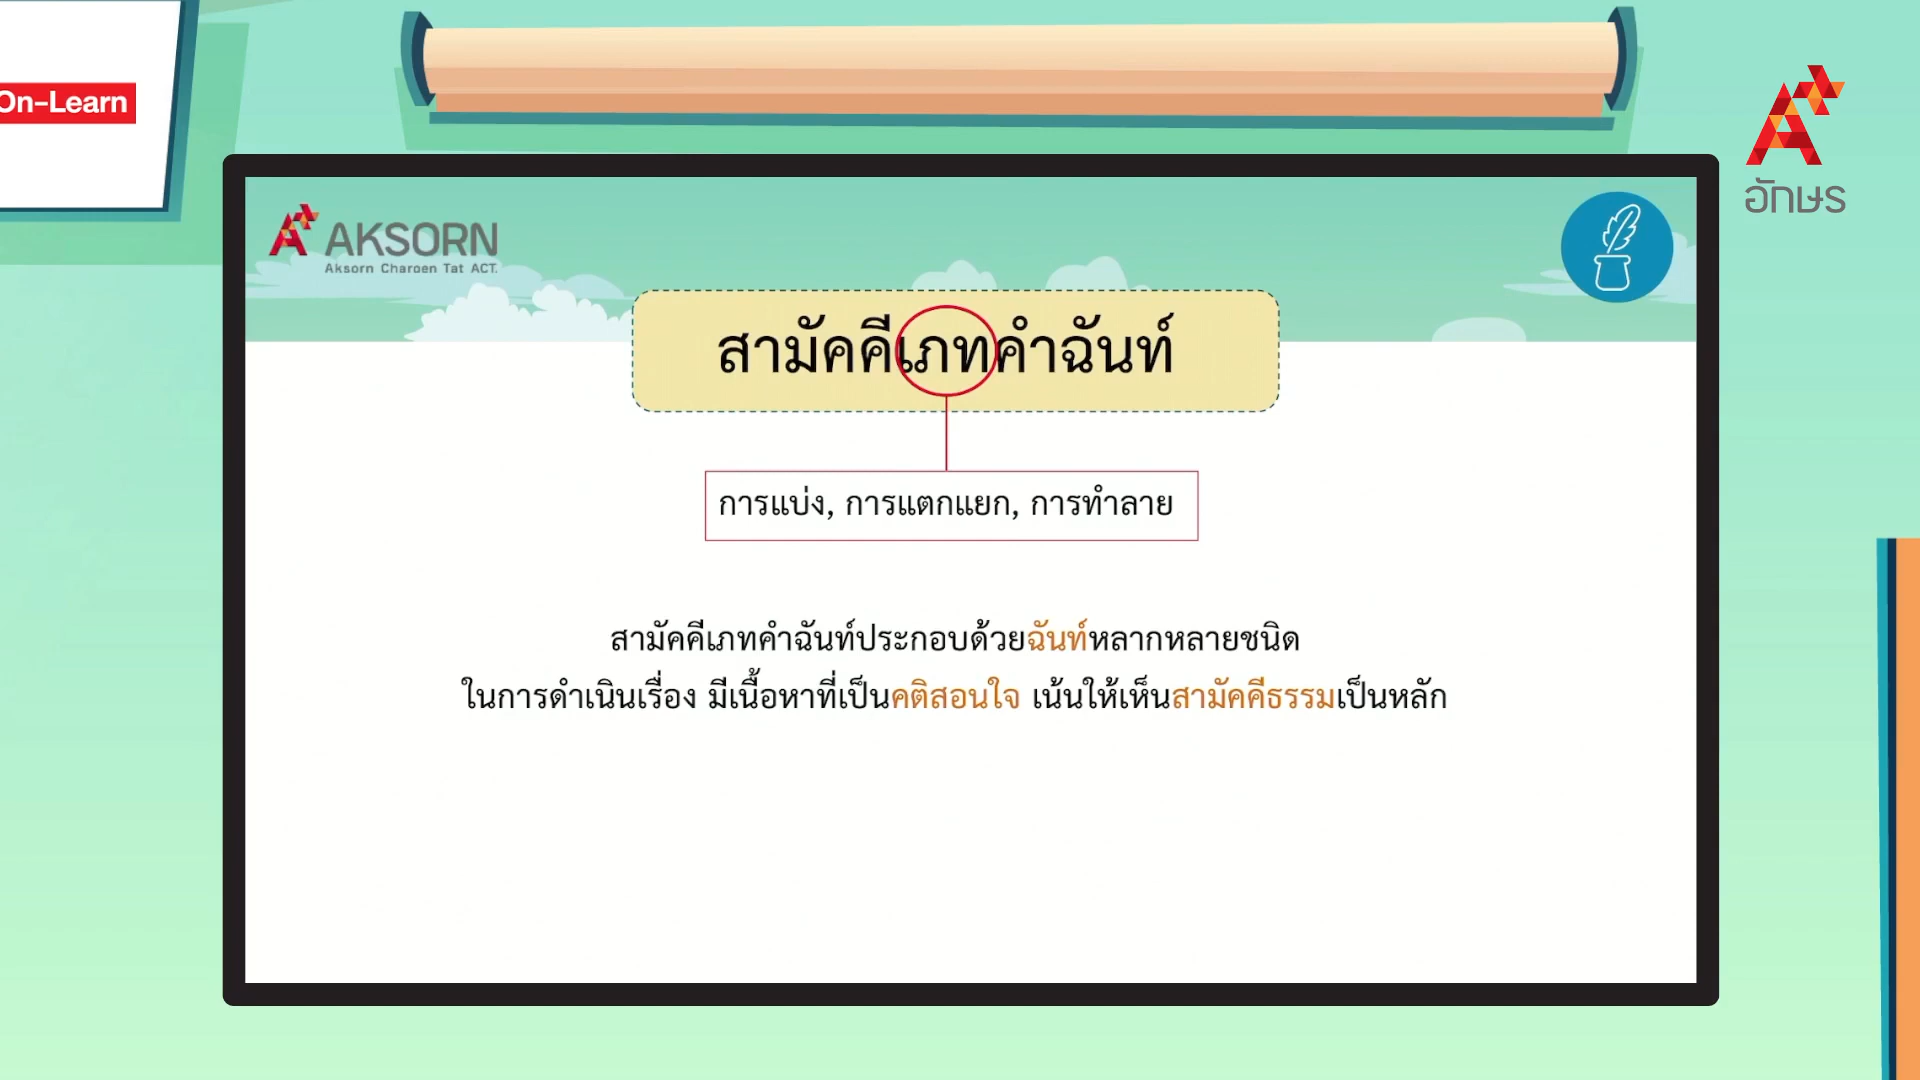 On-Learn
อักษร
AKSORN
Aksorn Charoen Tat ACT.
สามัคคีเภทคำฉันท์
การแบ่ง, การแตกแยก, การทำลาย
สามัคคีเภทคำฉันท์ประกอบด้วยฉันท์หลากหลายชนิด
ในการดำเนินเรื่อง มีเนื้อหาที่เป็นคติสอนใจ เน้นให้เห็นสามัคคีธรรมเป็นหลัก